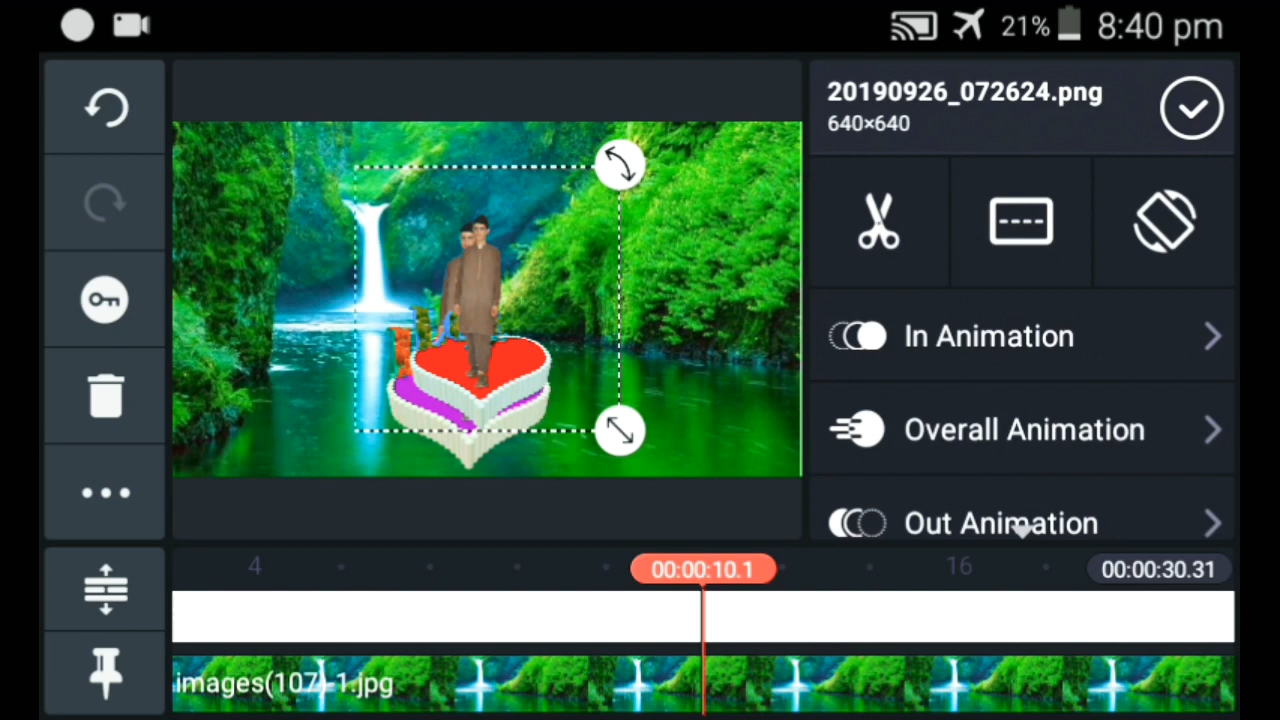 21% 8:40 pm
20190926_072624.png
640×640
In Animation
Overall Animation
Out Animation
4
00:00:10.1
16
00:00:30.31
images(107)-1.jpg